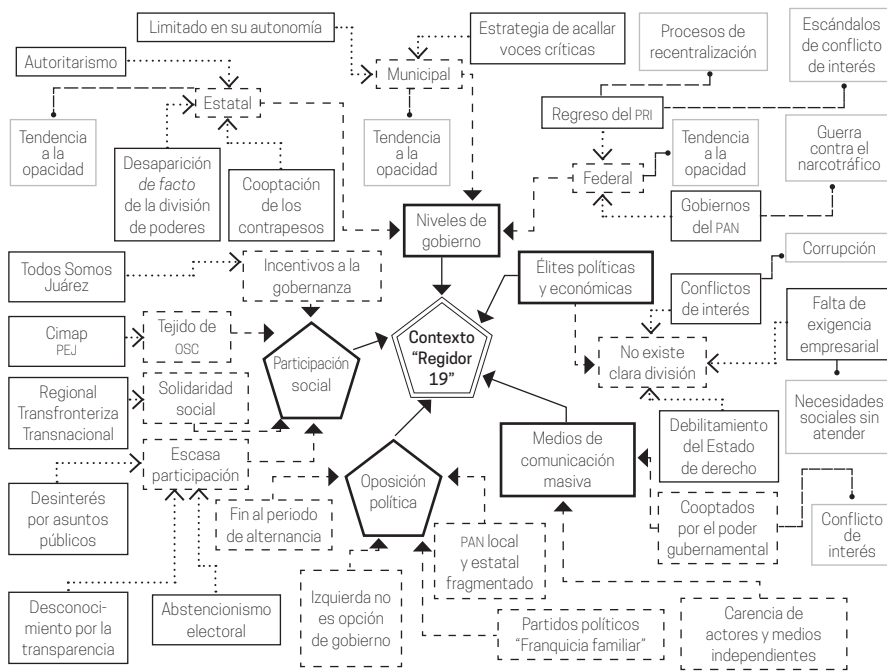 Limitado en su autonomía
Estrategia de acallar
voces críticas
Procesos de
recentralización
Escándalos
de conflicto
de interés
Autoritarismo
Municipal
Estatal
Regreso del PRI
Tendencia
a la
opacidad
Desaparición
de facto
de la división
de poderes
Cooptación
de los
contrapesos
Tendencia
a la
opacidad
Tendencia
a la
opacidad
Guerra
contra el
narcotráfico
Federal
Gobiernos
del PAN
Niveles de
gobierno
Todos Somos
Juárez
Incentivos a la
gobernanza
Élites políticas
y económicas
Corrupción
Conflictos
de interés
Falta de
exigencia
empresarial
Cimap
PEJ
Tejido de
OSC
Participación
social
Contexto
“Regidor
19”
No existe
clara división
Regional
Transfronteriza
Transnacional
Solidaridad
social
Necesidades
sociales sin
atender
Debilitamiento
del Estado
de derecho
Medios de
comunicación
masiva
Escasa
participación
Oposición
política
Desinterés
por asuntos
públicos
Fin al periodo
de alternancia
PAN local
y estatal
fragmentado
Cooptados
por el poder
gubernamental
Conflicto
de
interés
Desconoci-
miento por la
transparencia
Abstencionismo
electoral
Izquierda no
es opción
de gobierno
Partidos políticos
“Franquicia familiar”
Carencia de
actores y medios
independientes